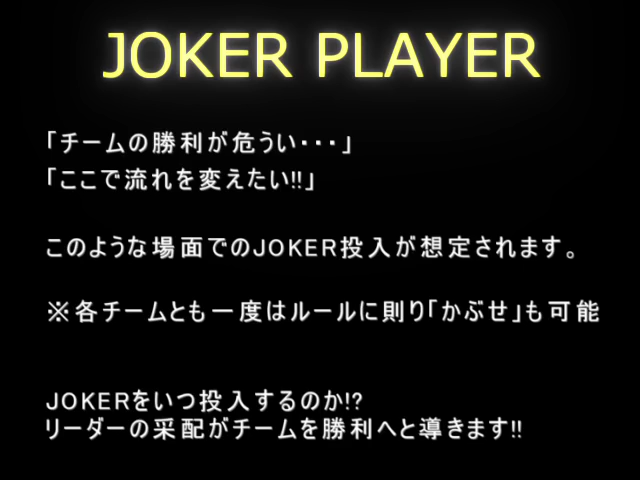 JOKER PLAYER
「チームの勝利が危うい・・・」
「ここで流れを変えたい!!」
このような場面でのJOKER投入が想定されます。
※各チームとも一度はルールに則り「かぶせ」も可能
JOKERをいつ投入するのか!?
リーダーの采配がチームを勝利へと導きます!!